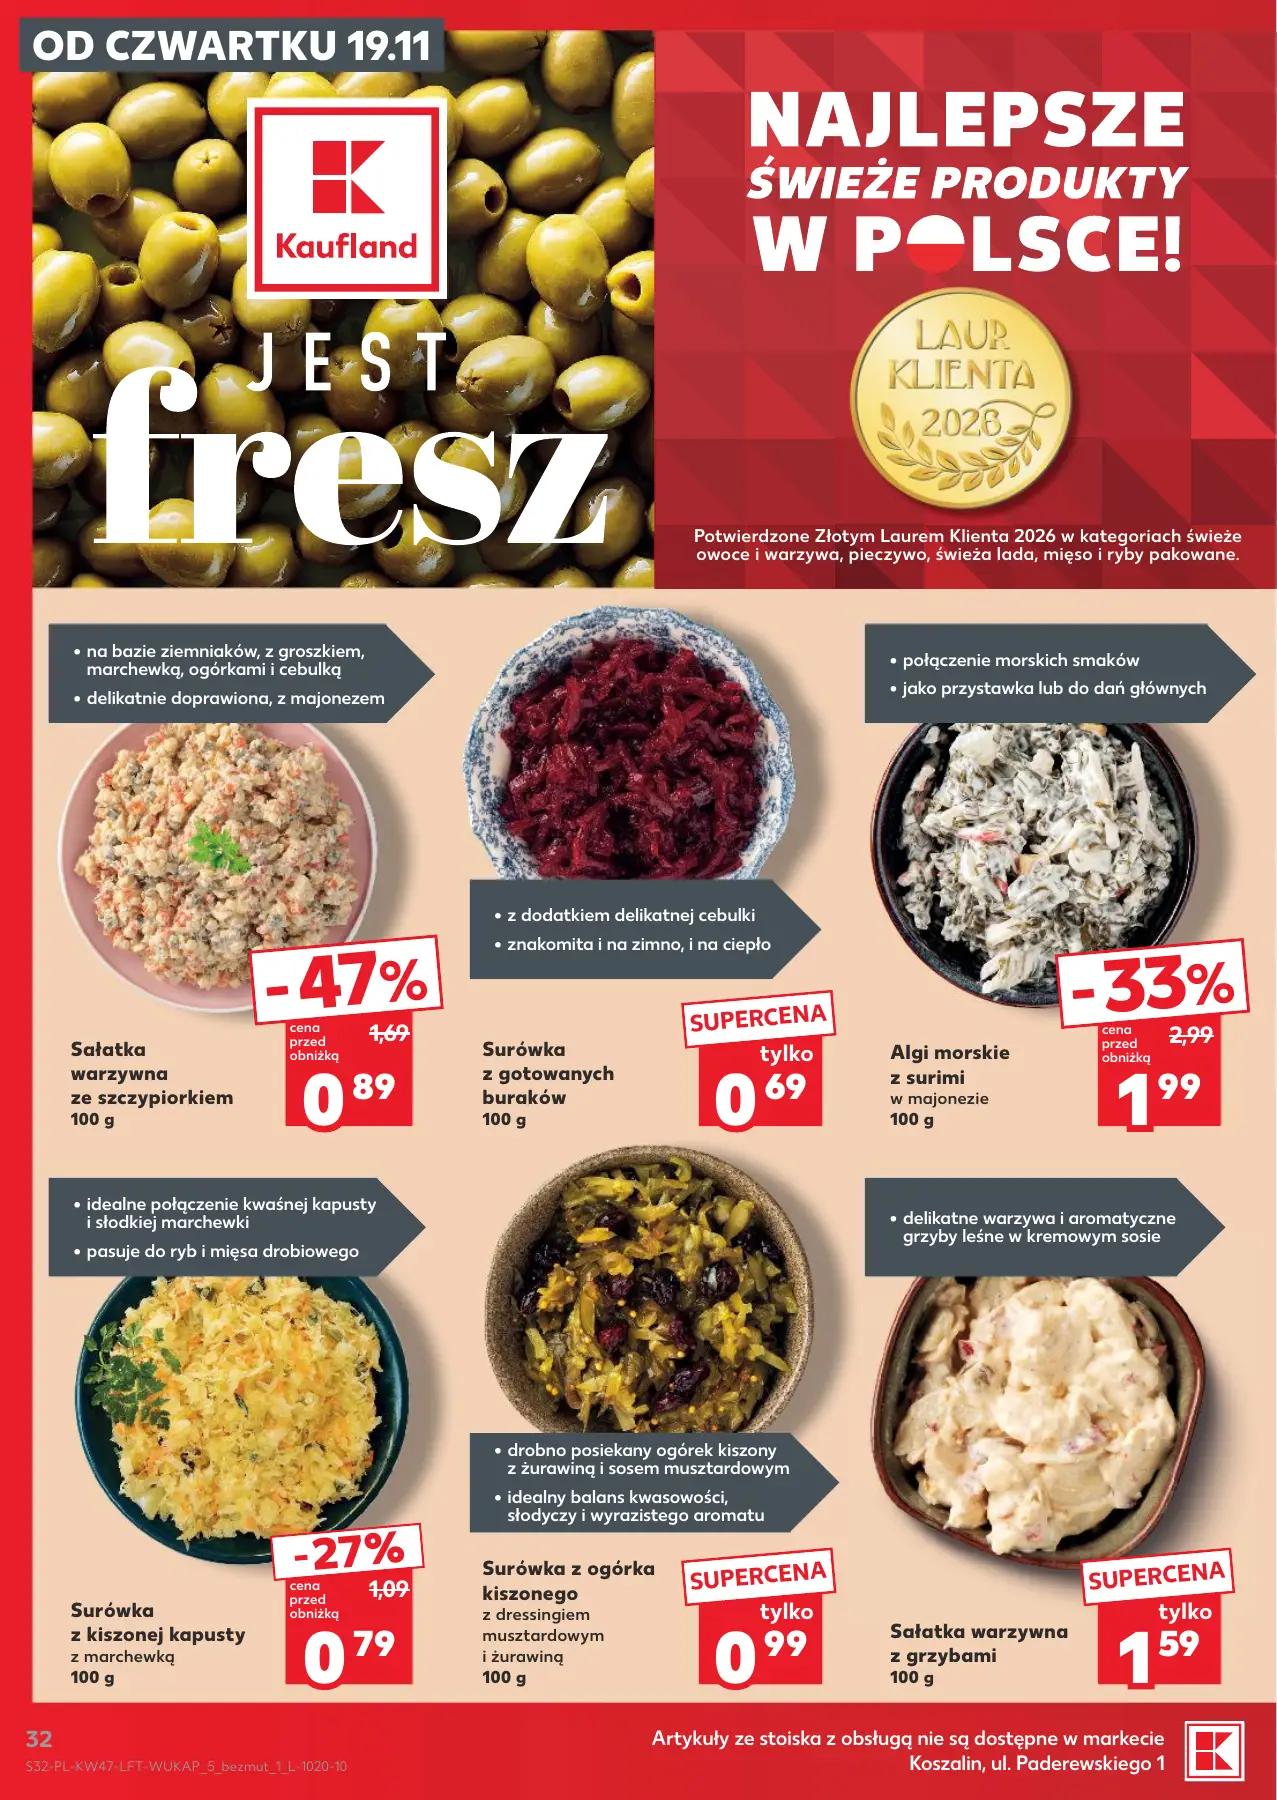 OD CZWARTKU 19.11
Kaufland
JEST
fresz
NAJLEPSZE
ŚWIEŻE PRODUKTY
W POLSCE!
LAUR
KLIENTA
2026
Potwierdzone Złotym Laurem Klienta 2026 w kategoriach świeże
owoce i warzywa, pieczywo, świeża lada, mięso i ryby pakowane.
• na bazie ziemniaków, z groszkiem,
marchewką, ogórkami i cebulką
• delikatnie doprawiona, z majonezem
-47%
Sałatka
warzywna
ze szczypiorkiem
100 g
cena
przed
obniżką
1,69
0 89
• z dodatkiem delikatnej cebulki
• znakomita i na zimno, i na ciepło
Surówka
z gotowanych
buraków
100 g
SUPERCENA
tylko
0 69
• połączenie morskich smaków
• jako przystawka lub do dań głównych
-33%
Algi morskie
z surimi
w majonezie
100 g
cena
przed
obniżką
2,99
1 99
• idealne połączenie kwaśnej kapusty
i słodkiej marchewki
• pasuje do ryb i mięsa drobiowego
-27%
Surówka
z kiszonej kapusty
z marchewką
100 g
cena
przed
obniżką
1,09
0 79
• drobno posiekany ogórek kiszony
z żurawiną i sosem musztardowym
• idealny balans kwasowości,
słodyczy i wyrazistego aromatu
Surówka z ogórka
kiszonego
z dressingiem
musztardowym
i żurawiną
100 g
SUPERCENA
tylko
0 99
• delikatne warzywa i aromatyczne
grzyby leśne w kremowym sosie
Sałatka warzywna
z grzybami
100 g
SUPERCENA
tylko
1 59
32
S32-PL-KW47-LFT-WUKAP_5_bezmut_1_L-1020-10
Artykuły ze stoiska z obsługą nie są dostępne w markecie
Koszalin, ul. Paderewskiego 1